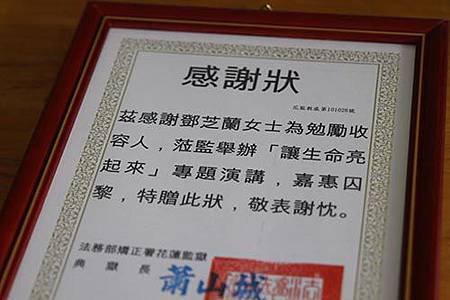 感謝狀
花監教感第101026號
茲感謝鄧芝蘭女士為勉勵收
容人，蒞監舉辦「讓生命亮
起來」專題演講，嘉惠囚
黎，特贈此狀，敬表謝忱。
法務部矯正署花蓮監獄
典獄長 蕭山城